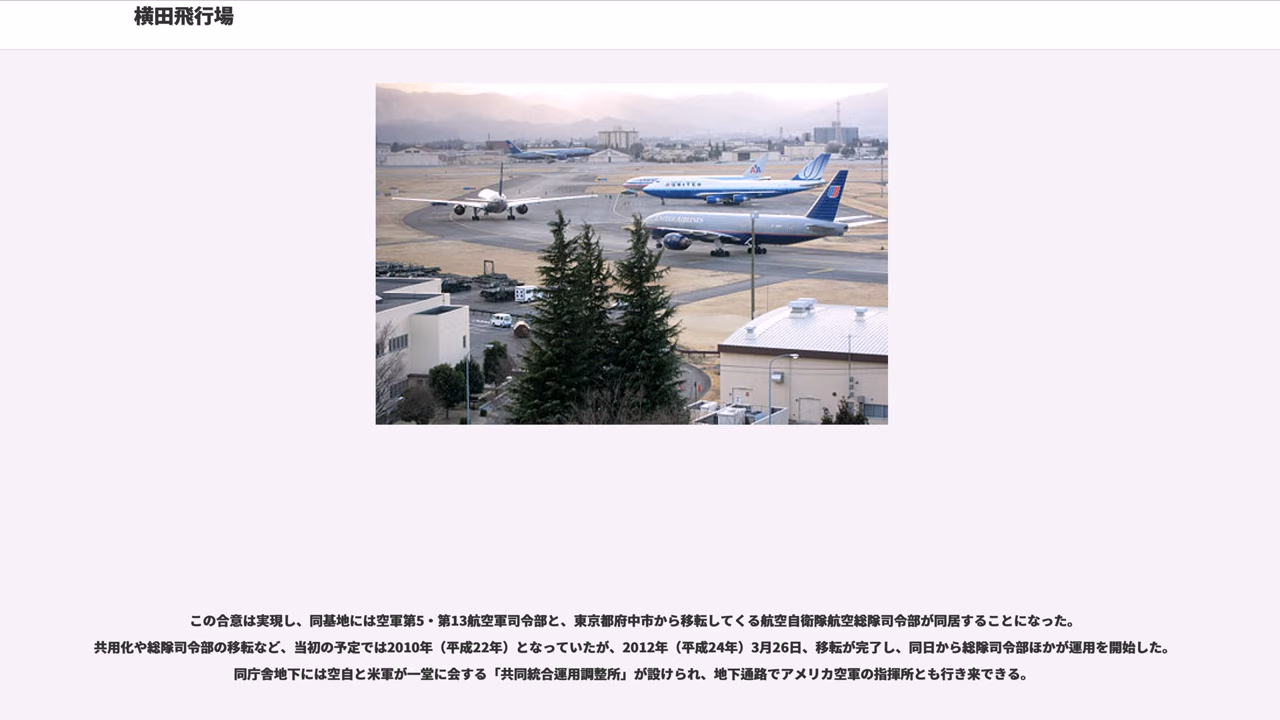 横田飛行場
AA
UNITED
UNITED AIRLINES
この合意は実現し、同基地には空軍第5・第13航空軍司令部と、東京都府中市から移転してくる航空自衛隊航空総隊司令部が同居することになった。
共用化や総隊司令部の移転など、当初の予定では2010年（平成22年）となっていたが、2012年（平成24年）3月26日、移転が完了し、同日から総隊司令部ほかが運用を開始した。
同庁舎地下には空自と米軍が一堂に会する「共同統合運用調整所」が設けられ、地下通路でアメリカ空軍の指揮所とも行き来できる。